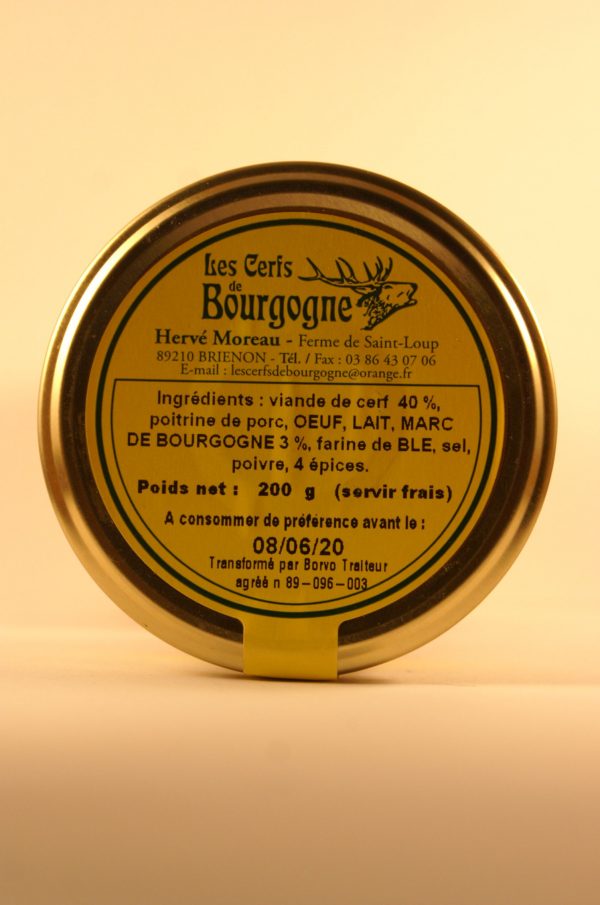 Les Cerfs
de
Bourgogne
Hervé Moreau - Ferme de Saint-Loup
89210 BRIENON - Tél. / Fax : 03 86 43 07 06
E-mail : lescerfsdebourgogne@orange.fr
Ingrédients : viande de cerf 40 %,
poitrine de porc, OEUF, LAIT, MARC
DE BOURGOGNE 3 %, farine de BLE, sel,
poivre, 4 épices.
Poids net : 200 g (servir frais)
A consommer de préférence avant le :
08/06/20
Transformé par Borvo Traiteur
agréé n 89-096-003